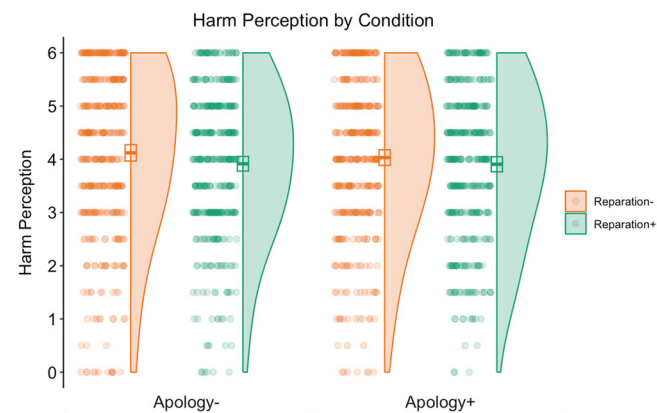 Harm Perception by Condition
Harm Perception
6
5
4
3
2
1
0
Apology-
Apology+
Reparation-
Reparation+